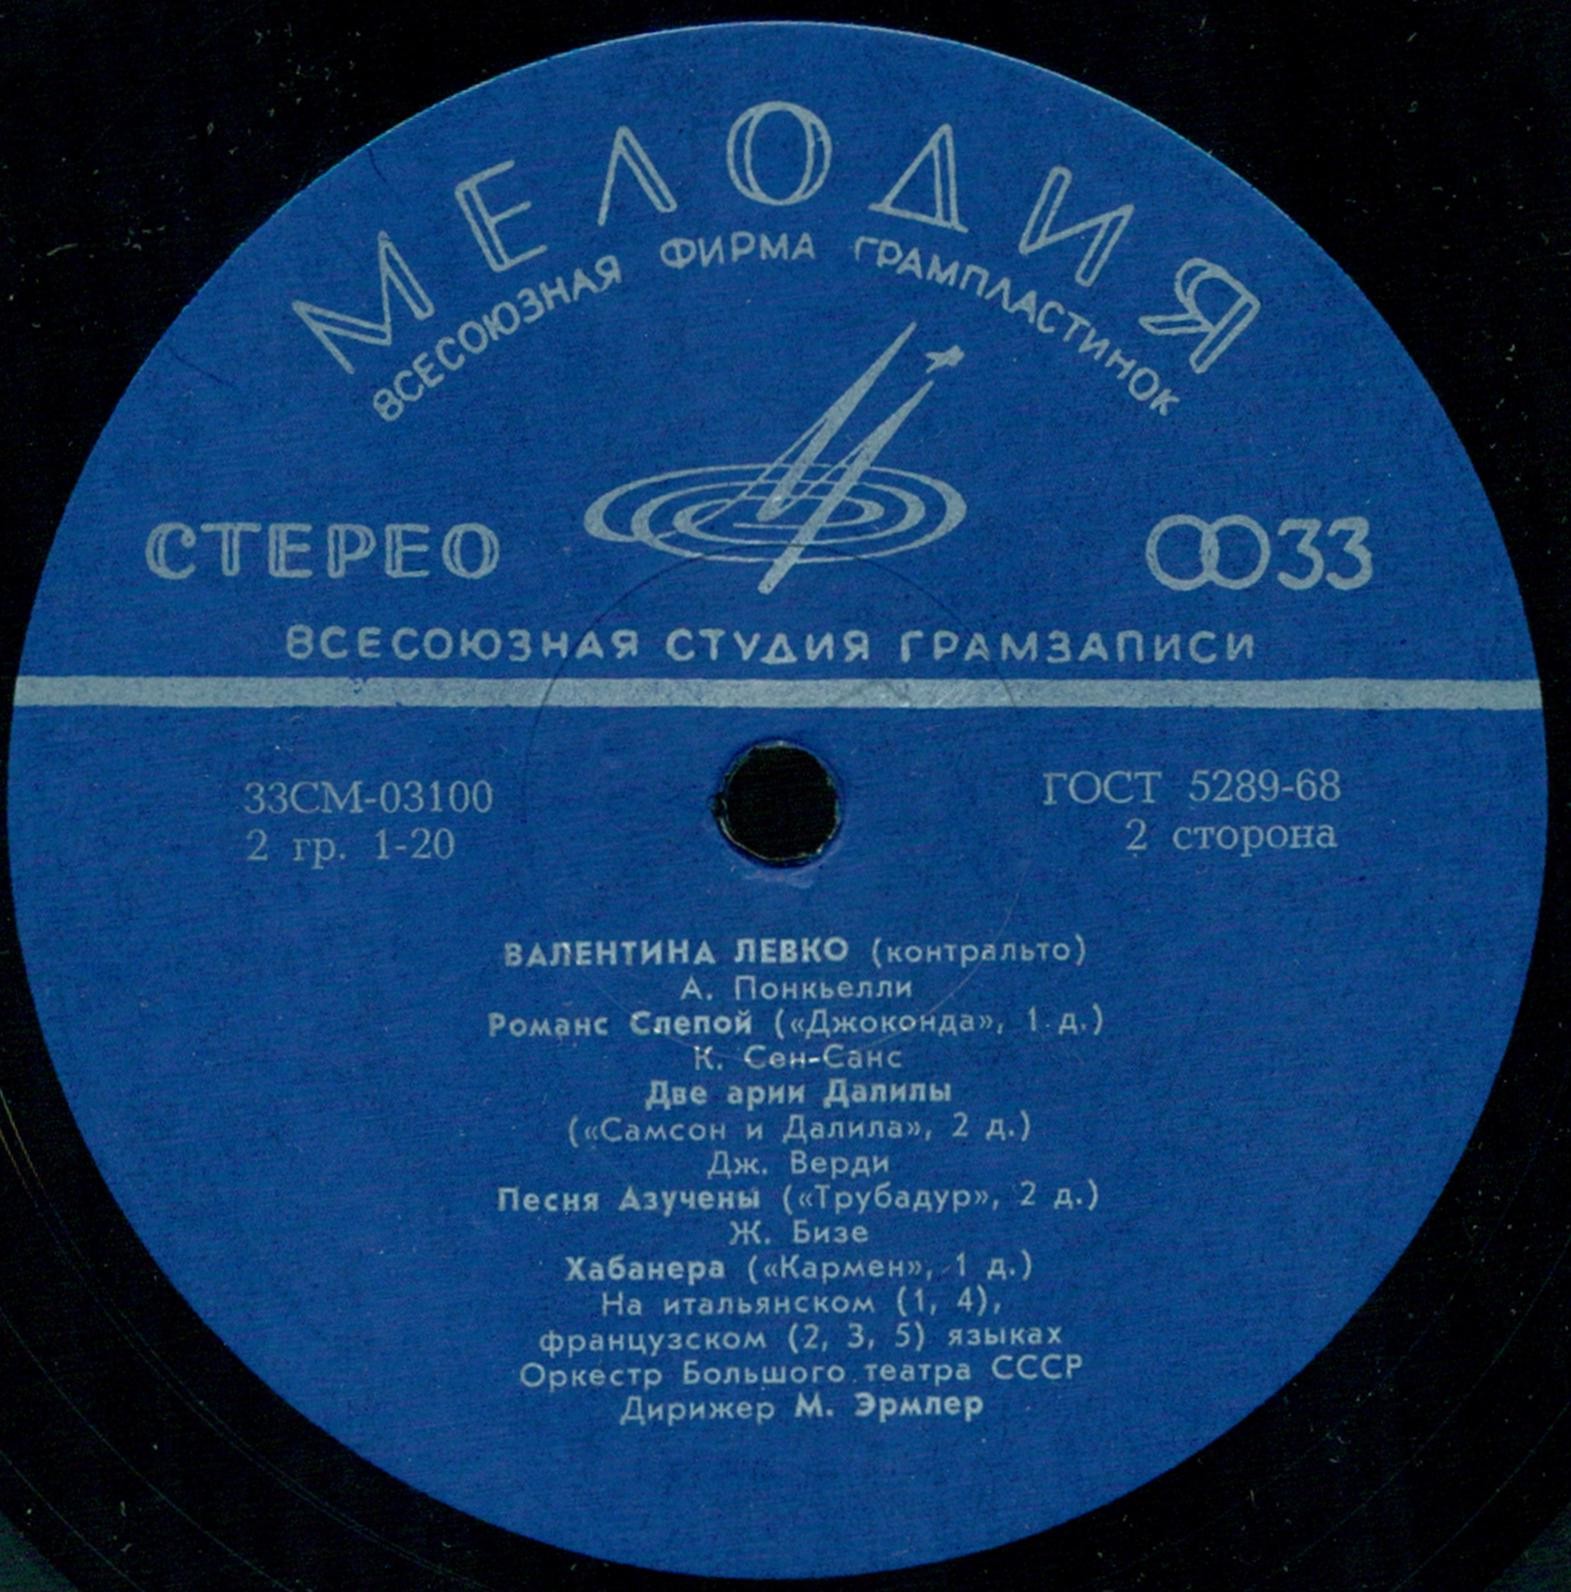 МЕЛОДИЯ
ВСЕСОЮЗНАЯ ФИРМА ГРАМПЛАСТИНОК
СТЕРЕО
33
ВСЕСОЮЗНАЯ СТУДИЯ ГРАМЗАПИСИ
33СМ-03100
ГОСТ 5289-68
2 гр. 1-20
2 сторона
ВАЛЕНТИНА ЛЕВКО (контральто)
А. Понкьелли
Романс Слепой («Джоконда», 1 д.)
К. Сен-Санс
Две арии Далилы
(«Самсон и Далила», 2 д.)
Дж. Верди
Песня Азучены («Трубадур», 2 д.)
Ж. Бизе
Хабанера («Кармен», 1 д.)
На итальянском (1, 4),
французском (2, 3, 5) языках
Оркестр Большого театра СССР
Дирижер М. Эрмлер